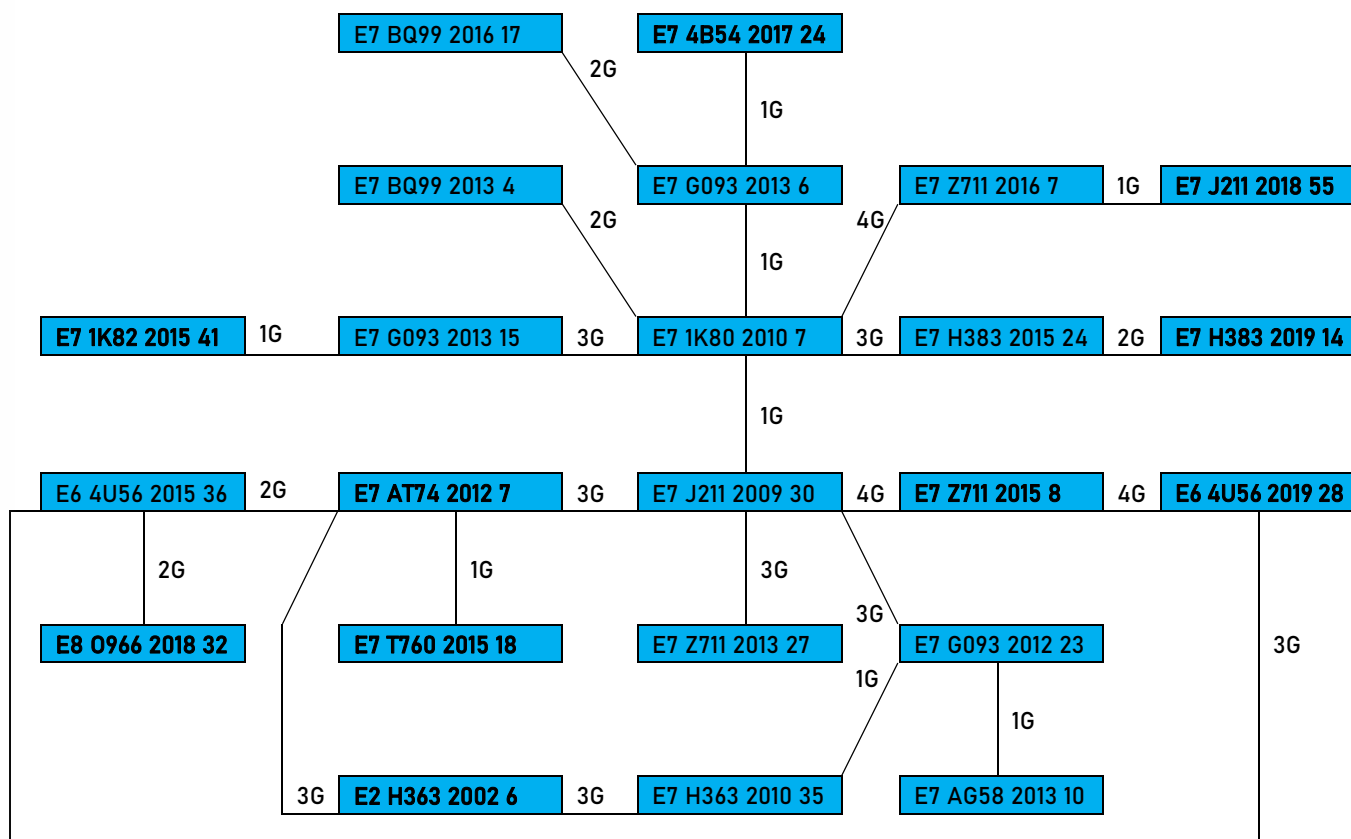 E7 BQ99 2016 17
E7 4B54 2017 24
2G
1G
E7 BQ99 2013 4
E7 G093 2013 6
E7 Z711 2016 7
1G
E7 J211 2018 55
2G
4G
1G
E7 1K82 2015 41
1G
E7 G093 2013 15
3G
E7 1K80 2010 7
3G
E7 H383 2015 24
2G
E7 H383 2019 14
1G
E6 4U56 2015 36
2G
E7 AT74 2012 7
3G
E7 J211 2009 30
4G
E7 Z711 2015 8
4G
E6 4U56 2019 28
2G
1G
3G
3G
E8 O966 2018 32
E7 T760 2015 18
E7 Z711 2013 27
E7 G093 2012 23
3G
1G
1G
3G
E2 H363 2002 6
3G
E7 H363 2010 35
E7 AG58 2013 10